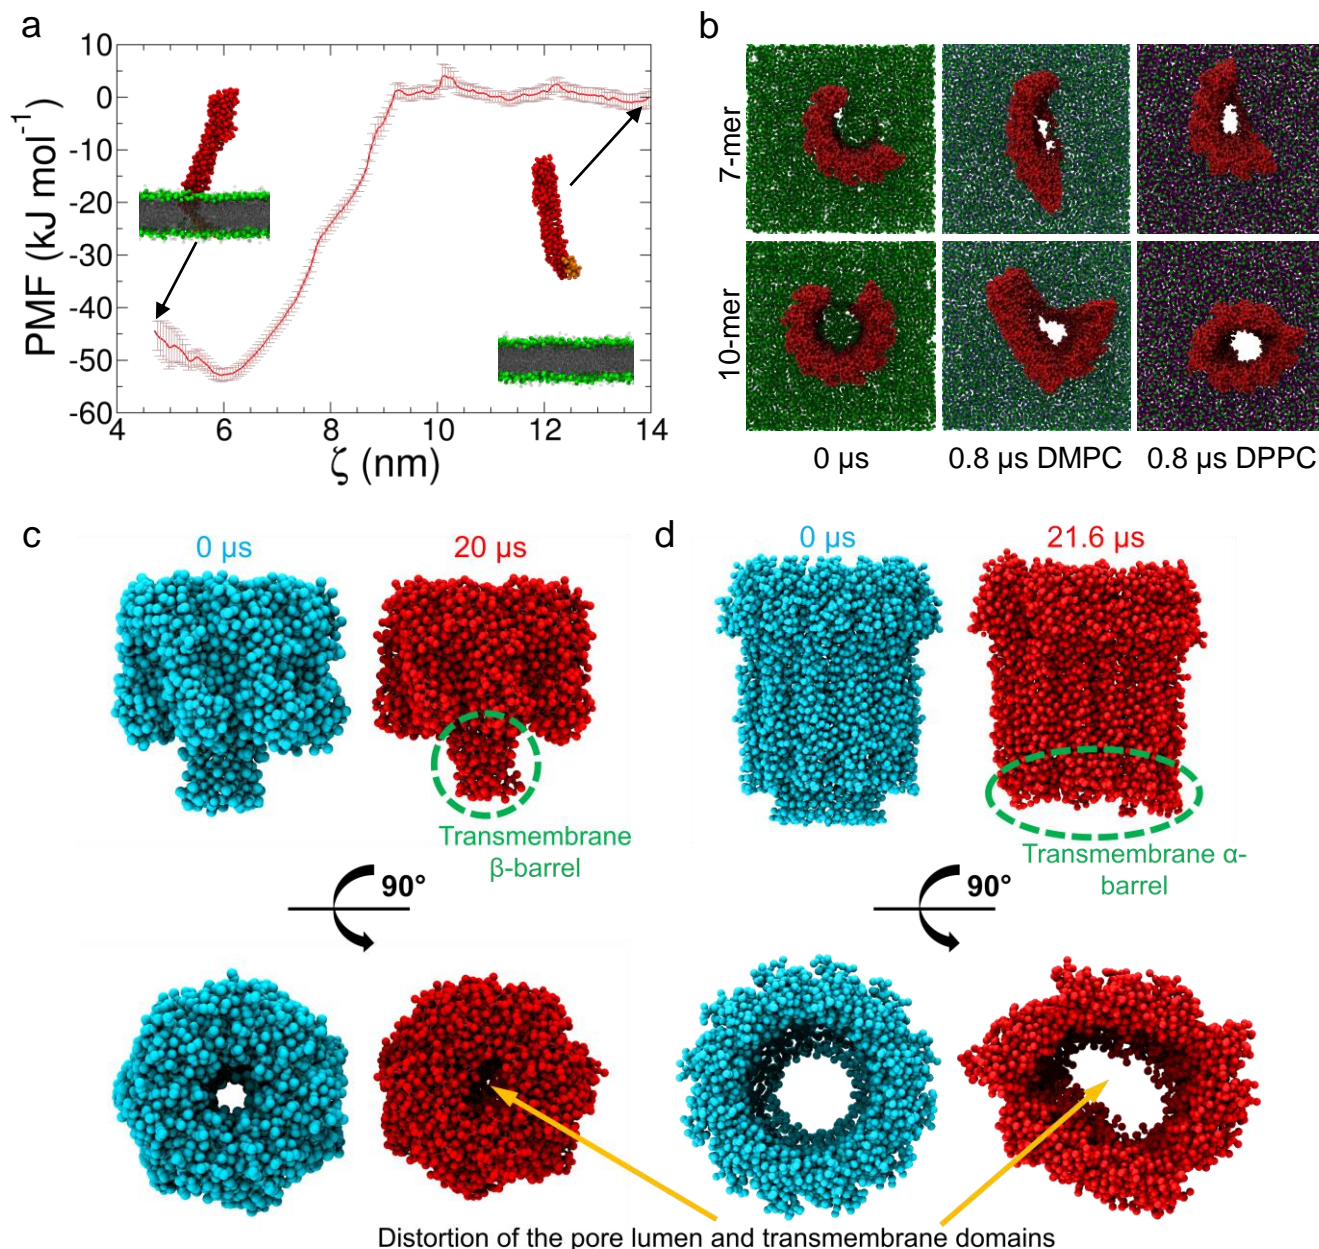 a
10
0
-10
-20
-30
-40
-50
-60
PMF (kJ mol⁻¹)
4 6 8 10 12 14
ζ (nm)
b
7-mer
10-mer
0 µs 0.8 µs DMPC 0.8 µs DPPC
c
0 µs 20 µs
Transmembrane
β-barrel
90°
d
0 µs 21.6 µs
Transmembrane α-
barrel
90°
Distortion of the pore lumen and transmembrane domains